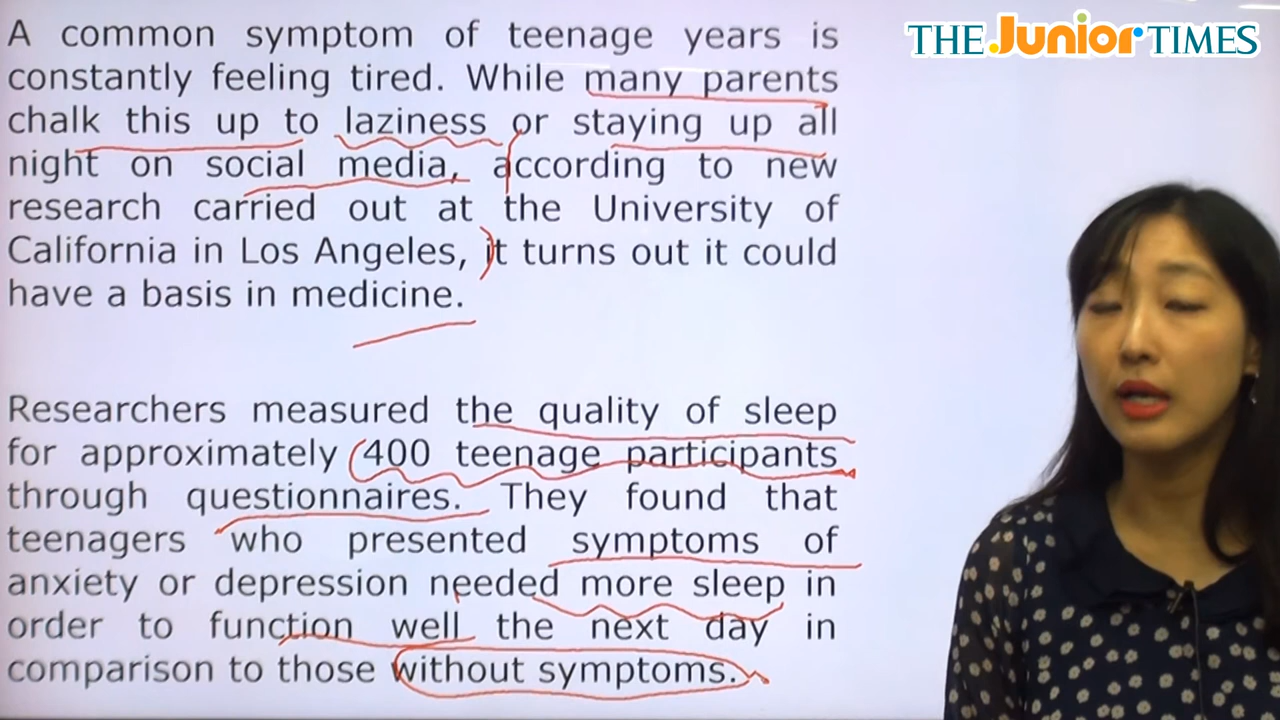 THE Junior TIMES
A common symptom of teenage years is
constantly feeling tired. While many parents
chalk this up to laziness or staying up all
night on social media, according to new
research carried out at the University of
California in Los Angeles, it turns out it could
have a basis in medicine.
Researchers measured the quality of sleep
for approximately 400 teenage participants
through questionnaires. They found that
teenagers who presented symptoms of
anxiety or depression needed more sleep in
order to function well the next day in
comparison to those without symptoms.